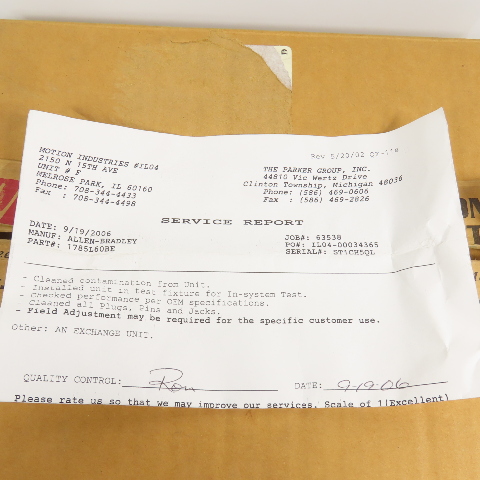 Rev 5/20/02
MOTION INDUSTRIES #IL04
2150 N 15TH AVE
UNIT # F
MELROSE PARK, IL 60160
Phone: 708-344-4433
Fax : 708-344-4498
THE PARKER GROUP, INC.
44810 Vic Wertz Drive
Clinton Township, Michigan 48036
Phone: (586) 469-0606
Fax : (586) 469-2826
SERVICE REPORT
DATE: 9/19/2006
MANUF: ALLEN-BRADLEY
PART#: 1785L60BE
JOB#: 63538
PO#: IL04-00034365
SERIAL#:
- Cleaned contamination from Unit.
- Installed unit in test fixture for In-system Test.
- Checked performance per OEM specifications.
- Cleaned all Plugs, Pins and Jacks.
- Field Adjustment may be required for the specific customer use.
Other: AN EXCHANGE UNIT.
QUALITY CONTROL: Ron
DATE: 9-19-06
Please rate us so that we may improve our services. Scale of 1(Excellent)